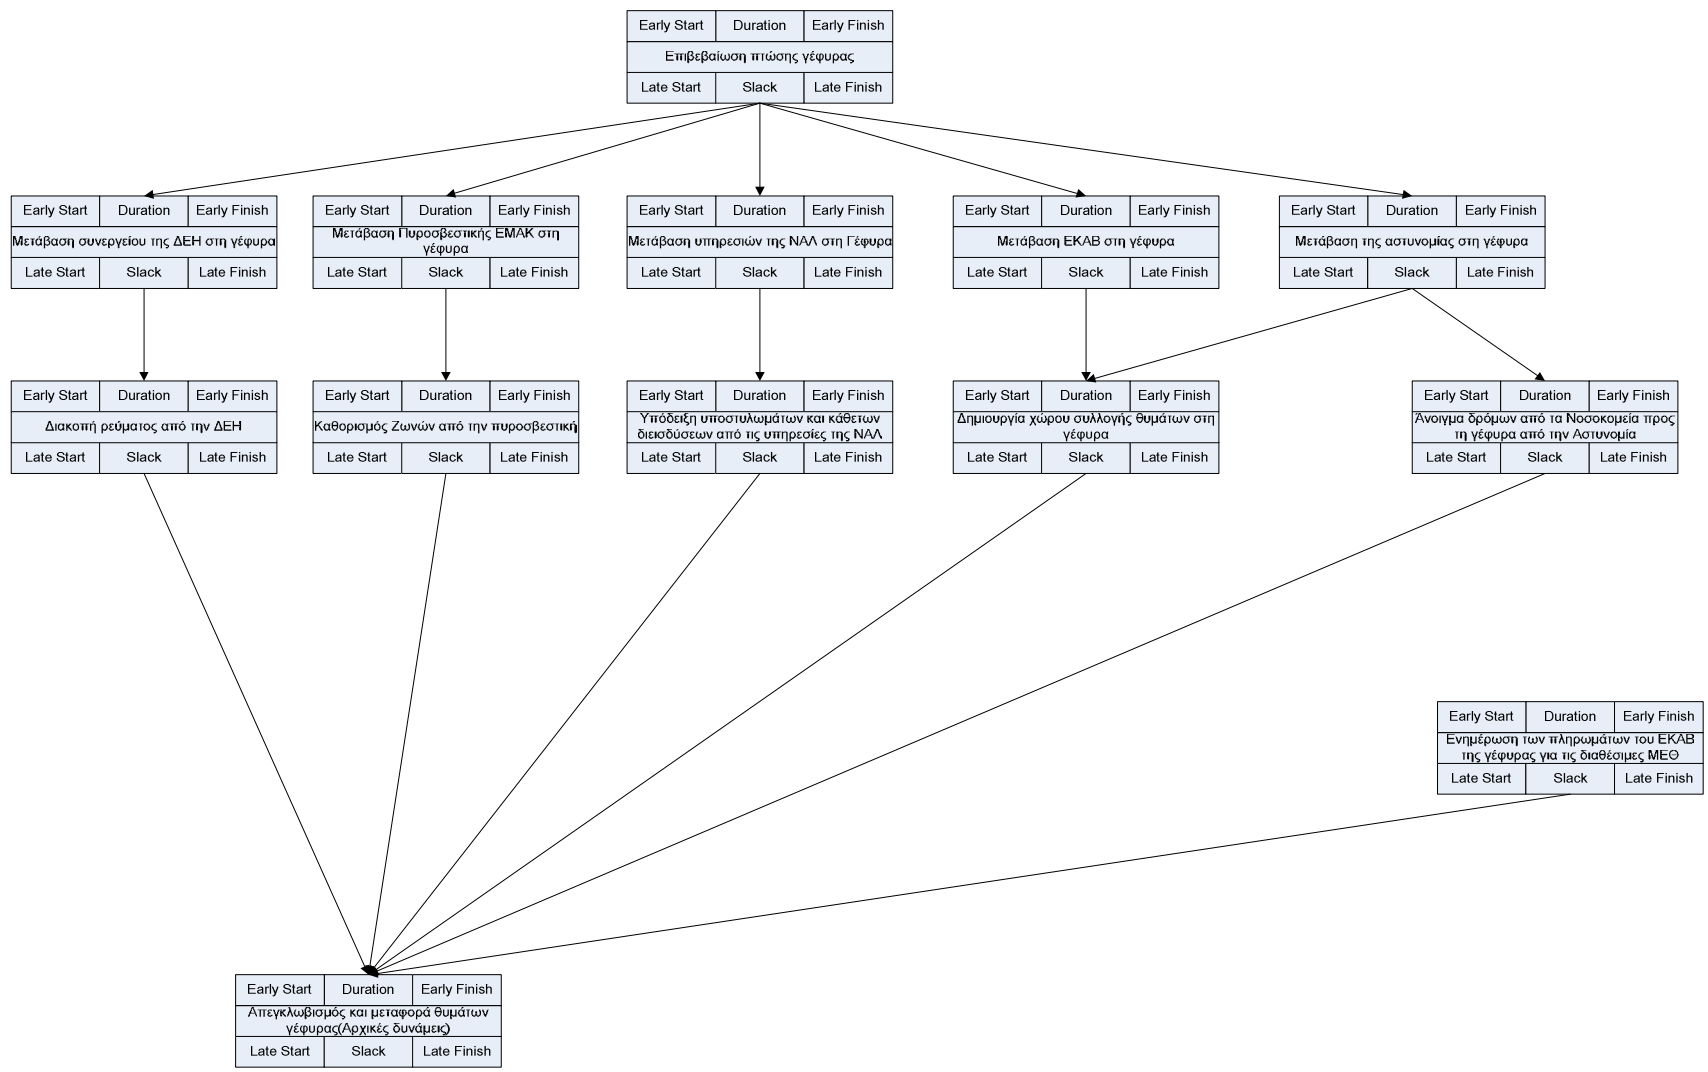 Early Start Duration Early Finish
Επιβεβαίωση πτώσης γέφυρας
Late Start Slack Late Finish
Early Start Duration Early Finish
Μετάβαση συνεργείου της ΔΕΗ στη γέφυρα
Late Start Slack Late Finish
Early Start Duration Early Finish
Μετάβαση Πυροσβεστικής ΕΜΑΚ στη
γέφυρα
Late Start Slack Late Finish
Early Start Duration Early Finish
Μετάβαση υπηρεσιών της ΝΑΛ στη Γέφυρα
Late Start Slack Late Finish
Early Start Duration Early Finish
Μετάβαση ΕΚΑΒ στη γέφυρα
Late Start Slack Late Finish
Early Start Duration Early Finish
Μετάβαση της αστυνομίας στη γέφυρα
Late Start Slack Late Finish
Early Start Duration Early Finish
Διακοπή ρεύματος από την ΔΕΗ
Late Start Slack Late Finish
Early Start Duration Early Finish
Καθορισμός Ζωνών από την πυροσβεστική
Late Start Slack Late Finish
Early Start Duration Early Finish
Υπόδειξη υποστυλωμάτων και κάθετων
διεισδύσεων από τις υπηρεσίες της ΝΑΛ
Late Start Slack Late Finish
Early Start Duration Early Finish
Δημιουργία χώρου συλλογής θυμάτων στη
γέφυρα
Late Start Slack Late Finish
Early Start Duration Early Finish
Άνοιγμα δρόμων από τα Νοσοκομεία προς
τη γέφυρα από την Αστυνομία
Late Start Slack Late Finish
Early Start Duration Early Finish
Ενημέρωση των πληρωμάτων του ΕΚΑΒ
της γέφυρας για τις διαθέσιμες ΜΕΘ
Late Start Slack Late Finish
Early Start Duration Early Finish
Απεγκλωβισμός και μεταφορά θυμάτων
γέφυρας(Αρχικές δυνάμεις)
Late Start Slack Late Finish